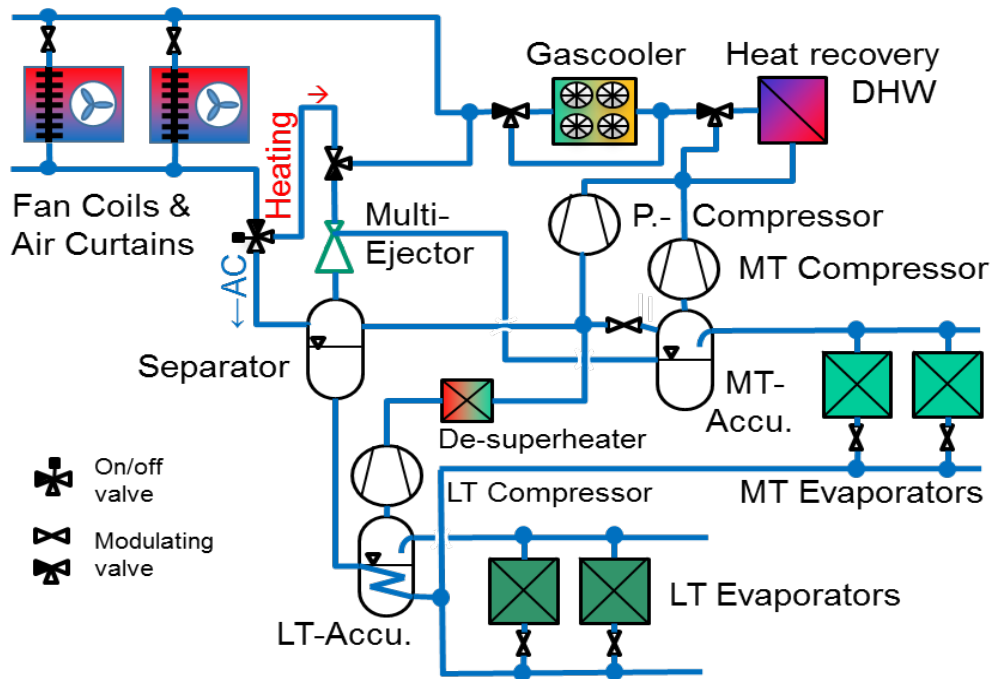 Gascooler
Heat recovery
DHW
Heating
→
Fan Coils &
Air Curtains
Multi-
Ejector
P.- Compressor
MT Compressor
←AC
Separator
MT-
Accu.
De-superheater
LT Compressor
MT Evaporators
On/off
valve
Modulating
valve
LT Evaporators
LT-Accu.